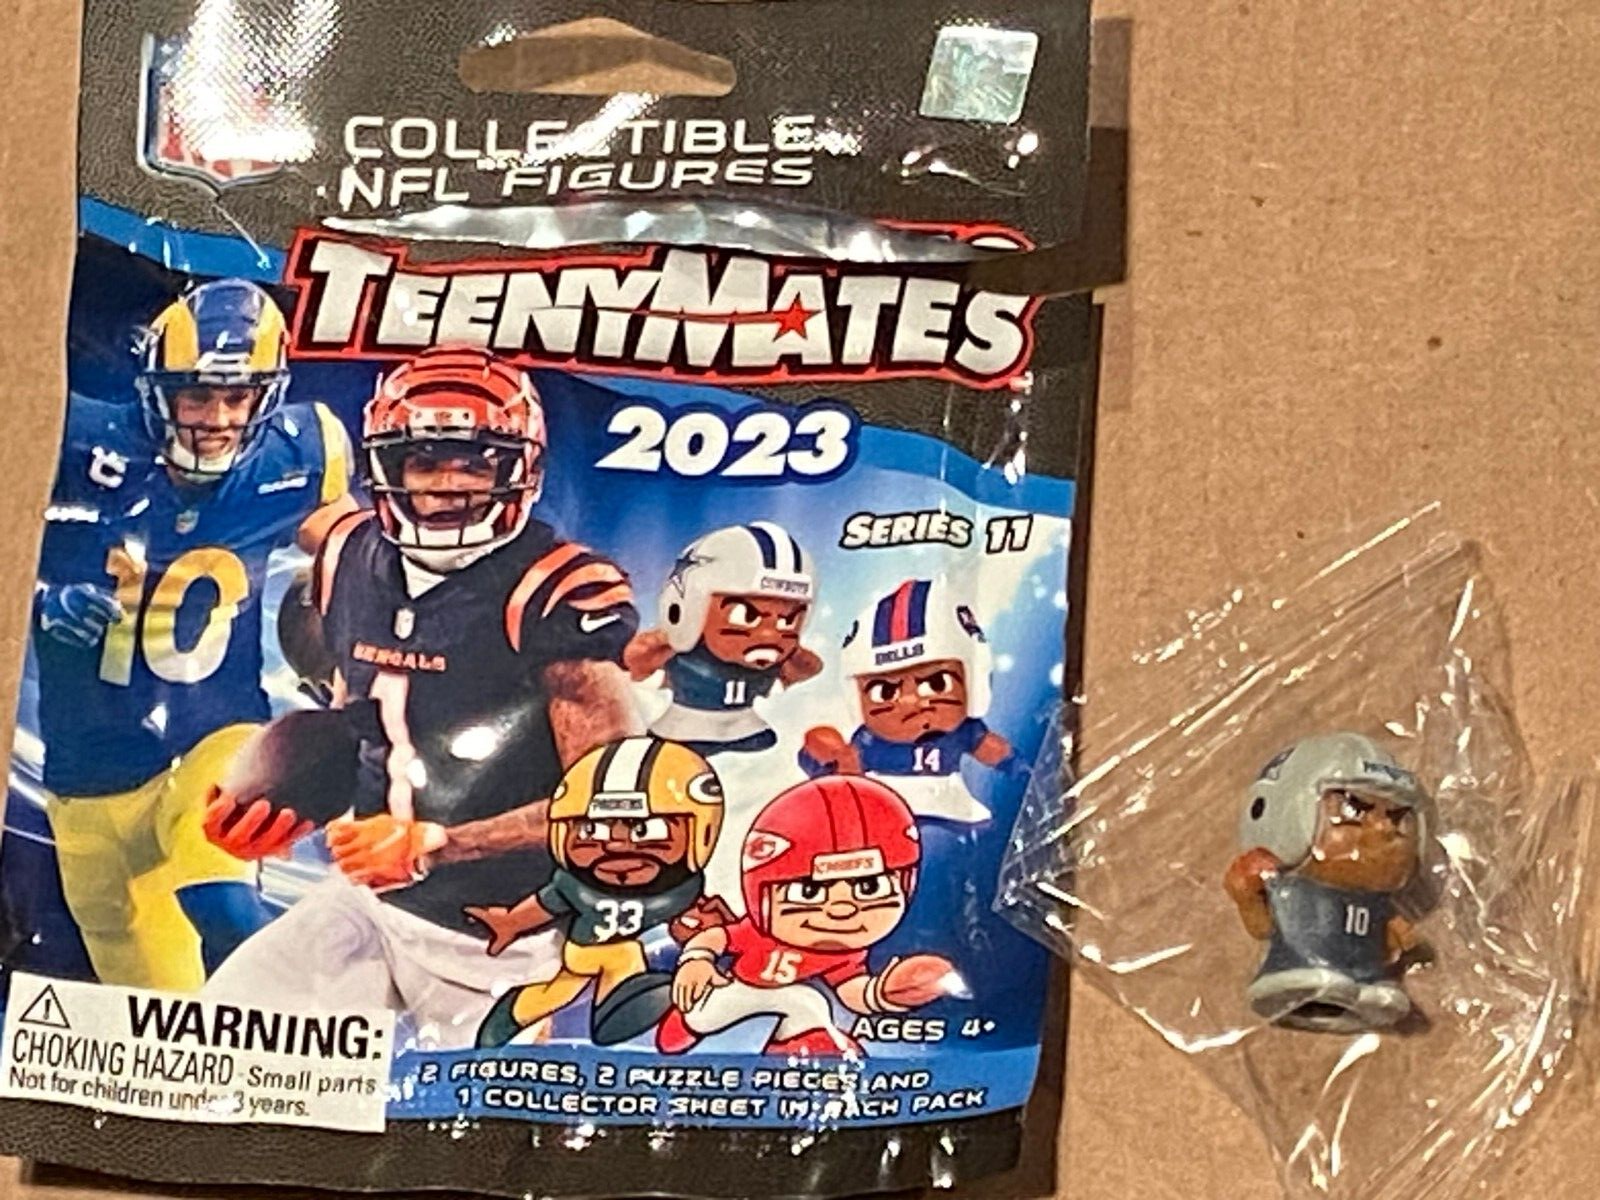 COLLECTIBLE
NFL FIGURES
TEENYMATES
2023
SERIES 11
C
10
BENGALS
1
COWBOYS
11
BILLS
14
PACKERS
G
33
CHIEFS
15
AGES 4+
WARNING:
CHOKING HAZARD - Small parts
Not for children under 3 years.
2 FIGURES, 2 PUZZLE PIECES AND
1 COLLECTOR SHEET IN EACH PACK
10